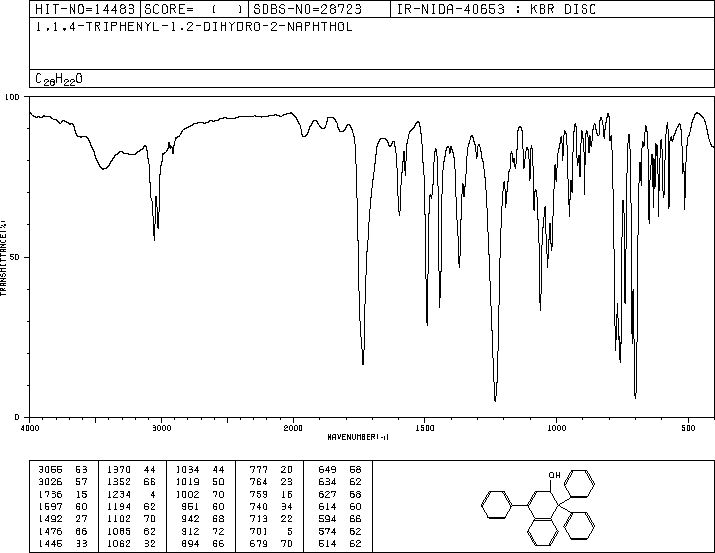 HIT-NO=14483 SCORE= ( ) SDBS-NO=28723 IR-NIDA-40653 : KBR DISC
1,1,4-TRIPHENYL-1,2-DIHYDRO-2-NAPHTHOL
C28H22O
100
TRANSMITTANCE(%)
50
0
4000 3000 2000 1500 1000 500
WAVENUMBER(-1)
3055 53 1370 44 1034 44 777 20 649 58
3026 57 1352 66 1019 50 764 23 634 62
1736 15 1234 4 1002 70 759 16 627 58
1597 60 1194 62 951 60 740 34 614 60
1492 27 1102 70 942 68 713 22 594 66
1476 66 1085 62 912 72 701 5 574 62
1445 33 1062 32 894 66 679 70 514 62
OH